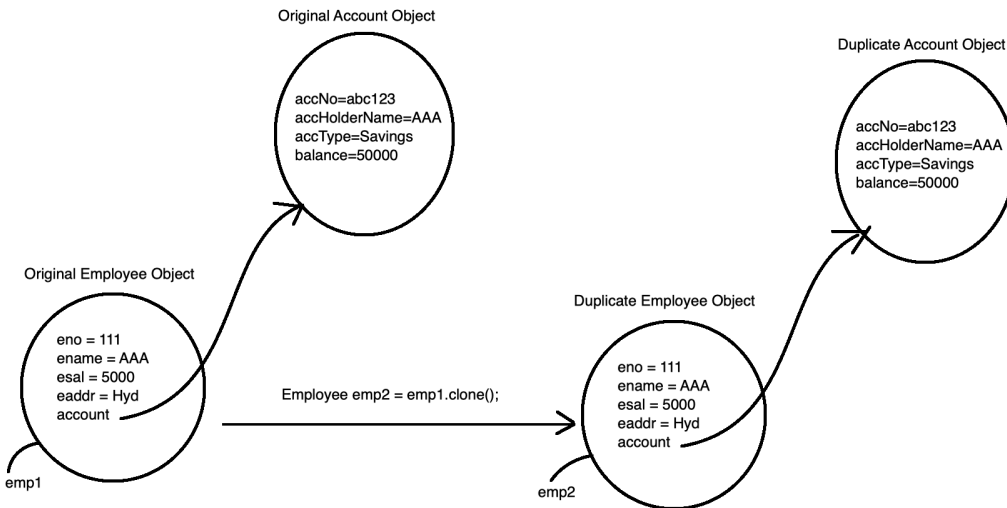 Original Account Object
accNo=abc123
accHolderName=AAA
accType=Savings
balance=50000
Duplicate Account Object
accNo=abc123
accHolderName=AAA
accType=Savings
balance=50000
Original Employee Object
eno = 111
ename = AAA
esal = 5000
eaddr = Hyd
account
emp1
Employee emp2 = emp1.clone();
Duplicate Employee Object
eno = 111
ename = AAA
esal = 5000
eaddr = Hyd
account
emp2